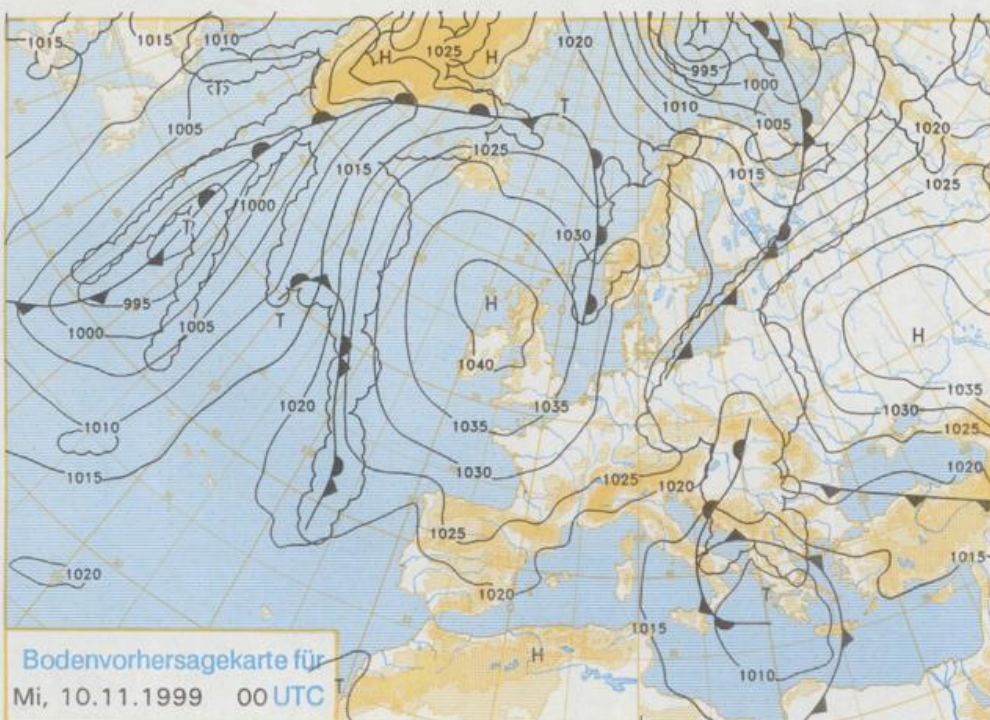 1015 1015 1010 H 1025 H 1020 T
995
1000
<T> 1010
1005 T 1005 1020
1025
1015 1015
1025
1000
T 1030
995 H
1000 1005 T H
1040
1035
1020 1035 1030
1010 1035 1025
1015 1030 1025 1020
1020
1025
1015
1020 1020 T
1015
H 1010
Bodenvorhersagekarte für
Mi, 10.11.1999 00 UTC T